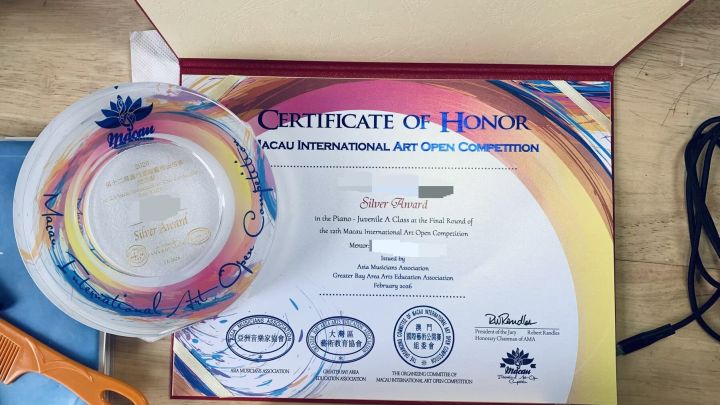 Macau
2026
Silver Award
Macau International Art Open Competition
CERTIFICATE OF HONOR
MACAU INTERNATIONAL ART OPEN COMPETITION
Silver Award
in the Piano - Juvenile A Class at the Final Round of
the 12th Macau International Art Open Competition
Mentor:
Issued by
Asia Musicians Association
Greater Bay Area Arts Education Association
February 2026
ASIA MUSICIANS ASSOCIATION
亞洲音樂家協會
ASIA MUSICIANS ASSOCIATION
大灣區
藝術教育協會
GREATER BAY AREA
EDUCATION ASSOCIATION
澳門
國際藝術公開賽
組委會
THE ORGANIZING COMMITTEE OF
MACAU INTERNATIONAL ART OPEN COMPETITION
President of the Jury Robert Randles
Honorary Chairman of AMA
Macau